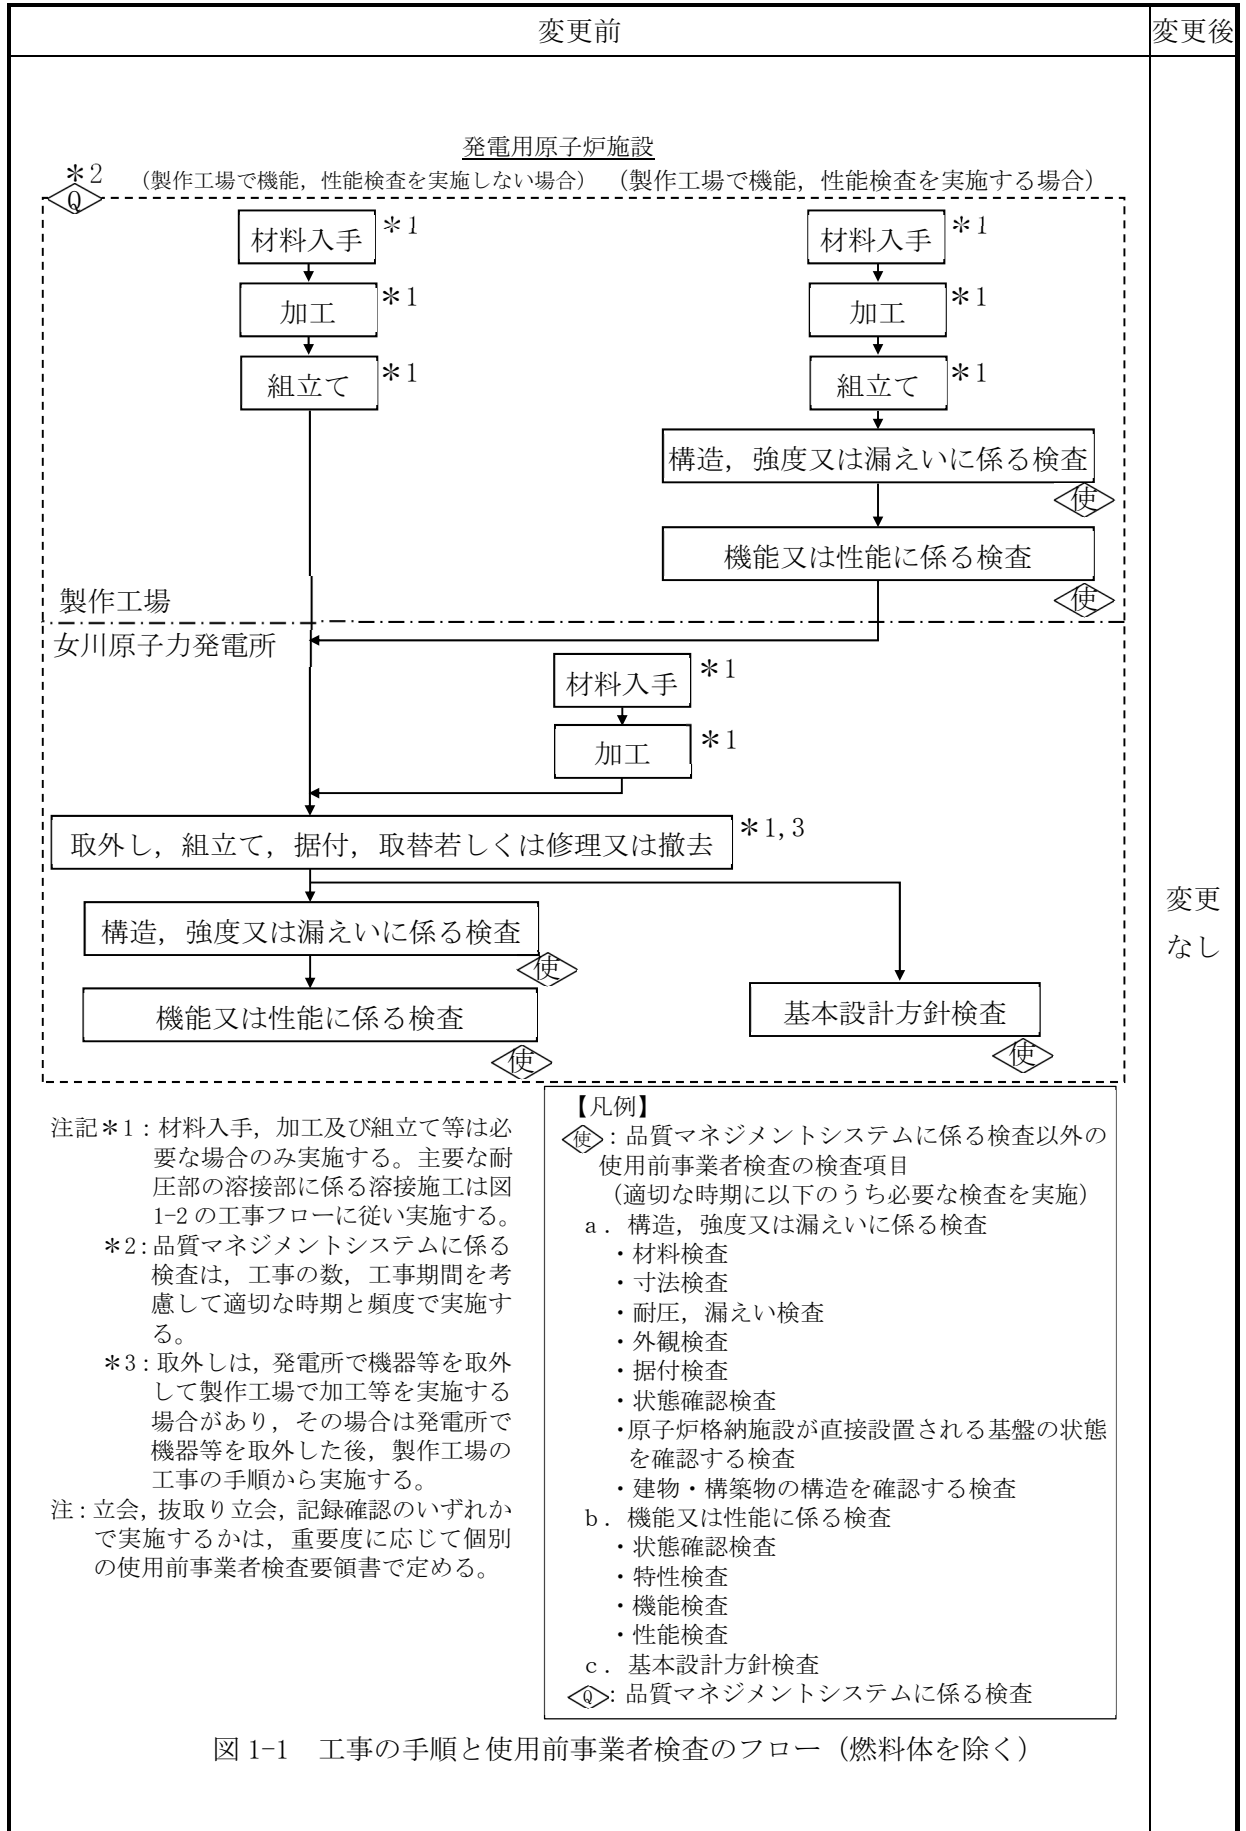 変更前
変更後
発電用原子炉施設
＊2
（製作工場で機能，性能検査を実施しない場合）
（製作工場で機能，性能検査を実施する場合）
Q
材料入手
＊1
材料入手
＊1
加工
＊1
加工
＊1
組立て
＊1
組立て
＊1
構造，強度又は漏えいに係る検査
使
機能又は性能に係る検査
使
製作工場
女川原子力発電所
材料入手
＊1
加工
＊1
取外し，組立て，据付，取替若しくは修理又は撤去
＊1,3
構造，強度又は漏えいに係る検査
使
機能又は性能に係る検査
使
基本設計方針検査
使
変更
なし
注記＊1：材料入手，加工及び組立て等は必
要な場合のみ実施する。主要な耐
圧部の溶接部に係る溶接施工は図
1-2の工事フローに従い実施する。
＊2：品質マネジメントシステムに係る
検査は，工事の数，工事期間を考
慮して適切な時期と頻度で実施す
る。
＊3：取外しは，発電所で機器等を取外
して製作工場で加工等を実施する
場合があり，その場合は発電所で
機器等を取外した後，製作工場の
工事の手順から実施する。
注：立会，抜取り立会，記録確認のいずれか
で実施するかは，重要度に応じて個別
の使用前事業者検査要領書で定める。
【凡例】
使：品質マネジメントシステムに係る検査以外の
使用前事業者検査の検査項目
（適切な時期に以下のうち必要な検査を実施）
ａ．構造，強度又は漏えいに係る検査
・材料検査
・寸法検査
・耐圧，漏えい検査
・外観検査
・据付検査
・状態確認検査
・原子炉格納施設が直接設置される基盤の状態
を確認する検査
・建物・構築物の構造を確認する検査
ｂ．機能又は性能に係る検査
・状態確認検査
・特性検査
・機能検査
・性能検査
ｃ．基本設計方針検査
Q：品質マネジメントシステムに係る検査
図1-1　工事の手順と使用前事業者検査のフロー（燃料体を除く）